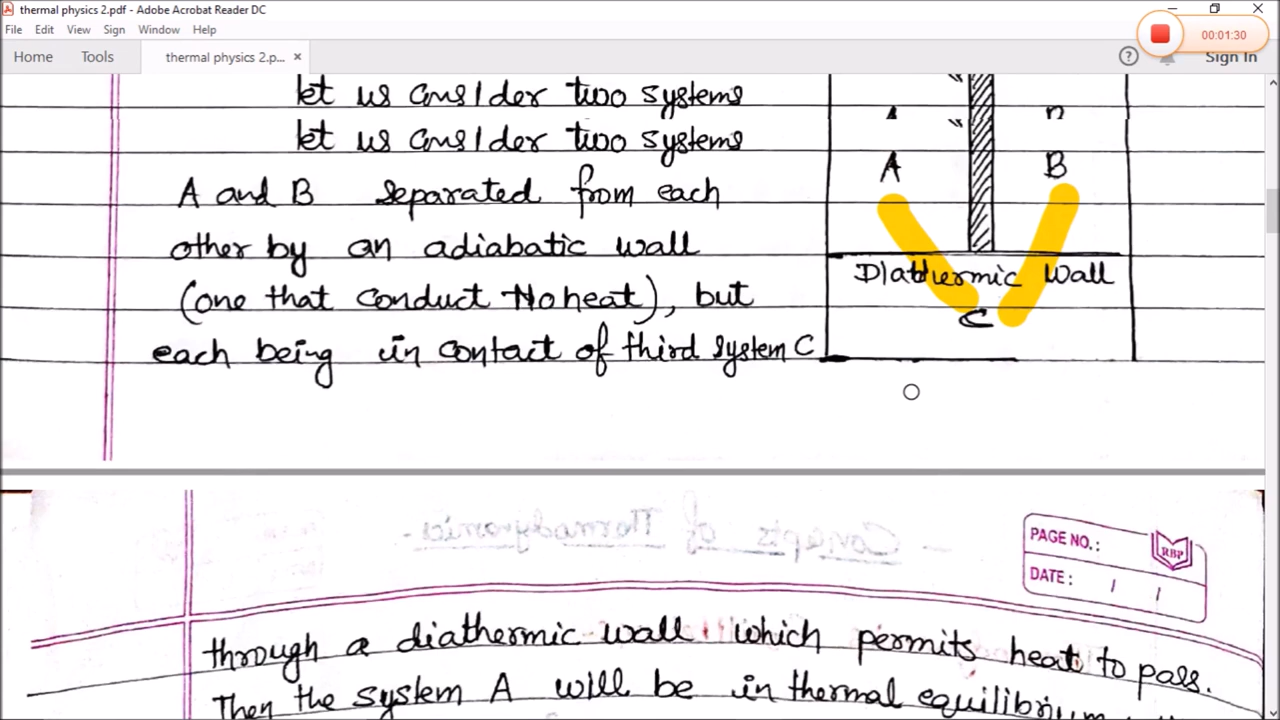 thermal physics 2.pdf - Adobe Acrobat Reader DC
File Edit View Sign Window Help
00:01:30
Home Tools thermal physics 2.p... × Sign In
let us consider two systems
let us consider two systems
A and B separated from each
other by an adiabatic wall
(one that conduct No heat), but
each being in contact of third system C
A B
Diathermic Wall
C
Concepts of Thermodynamics -
PAGE NO.:
RBP
DATE: / /
through a diathermic wall which permits heat to pass.
Then the system A will be in thermal equilibrium